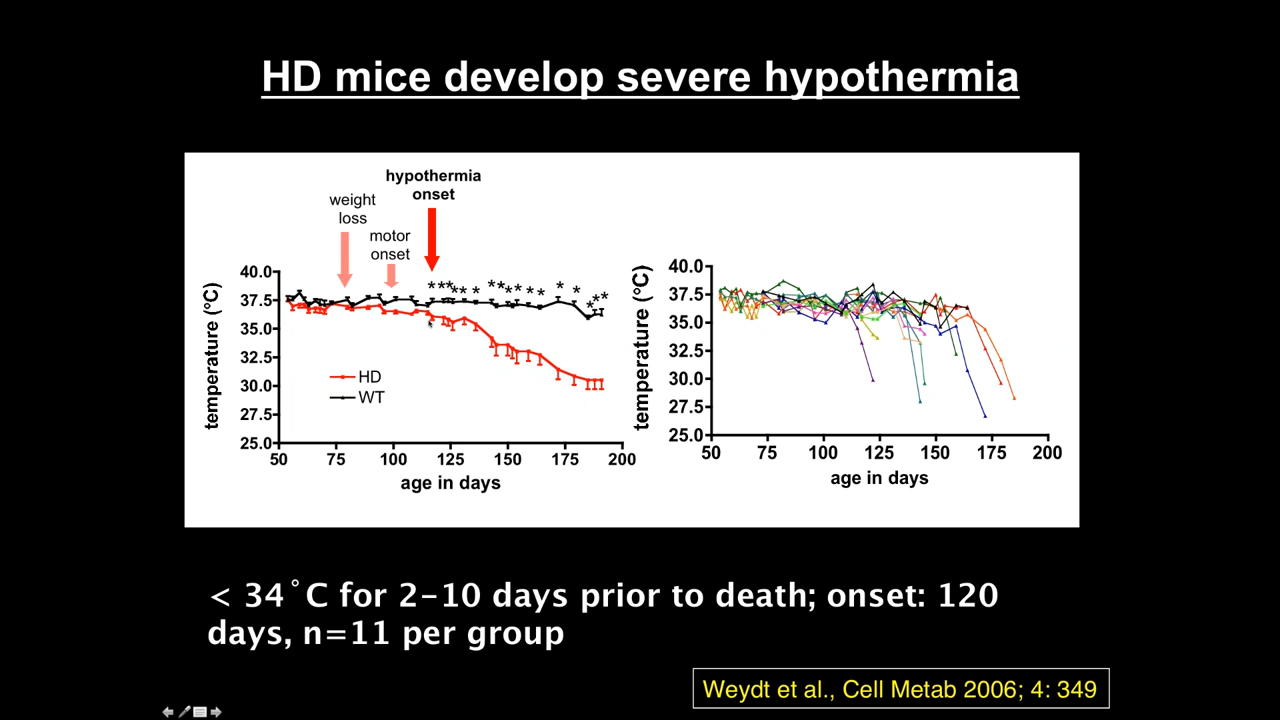 HD mice develop severe hypothermia
hypothermia
onset
weight
loss
motor
onset
* *** ** * ** ** * * * * * **
temperature (°C)
40.0
37.5
35.0
32.5
30.0
27.5
25.0
HD
WT
50 75 100 125 150 175 200
age in days
temperature (°C)
40.0
37.5
35.0
32.5
30.0
27.5
25.0
50 75 100 125 150 175 200
age in days
< 34°C for 2-10 days prior to death; onset: 120
days, n=11 per group
Weydt et al., Cell Metab 2006; 4: 349